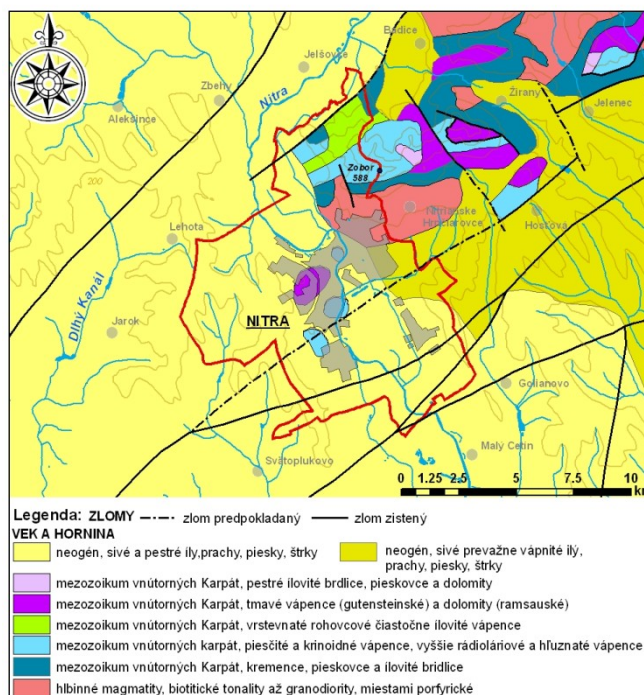 Bádice
Jelšovce
Zbehy
Nitra
Žirany
Jelenec
Alekšince
Zobor
588
200
Nitrianske
Hrnčiarovce
Hosťová
Lehota
Dlhý Kanál
NITRA
Jarok
Golianovo
Malý Cetín
Svätoplukovo
0 1.25 2.5 5 7.5 10
km
Legenda: ZLOMY zlom predpokladaný zlom zistený
VEK A HORNINA
neogén, sivé a pestré ily,prachy, piesky, štrky
neogén, sivé prevažne vápnité ilý,
prachy, piesky, štrky
mezozoikum vnútorných Karpát, pestré ílovité brdlice, pieskovce a dolomity
mezozoikum vnútorných Karpát, tmavé vápence (gutensteinské) a dolomity (ramsauské)
mezozoikum vnútorných Karpát, vrstevnaté rohovcové čiastočne ílovité vápence
mezozoikum vnútorných karpát, piesčité a krinoidné vápence, vyššie rádioláriové a hľuznaté vápence
mezozoikum vnútorných Karpát, kremence, pieskovce a ílovité bridlice
hlbinné magmatity, biotitické tonality až granodiority, miestami porfyrické